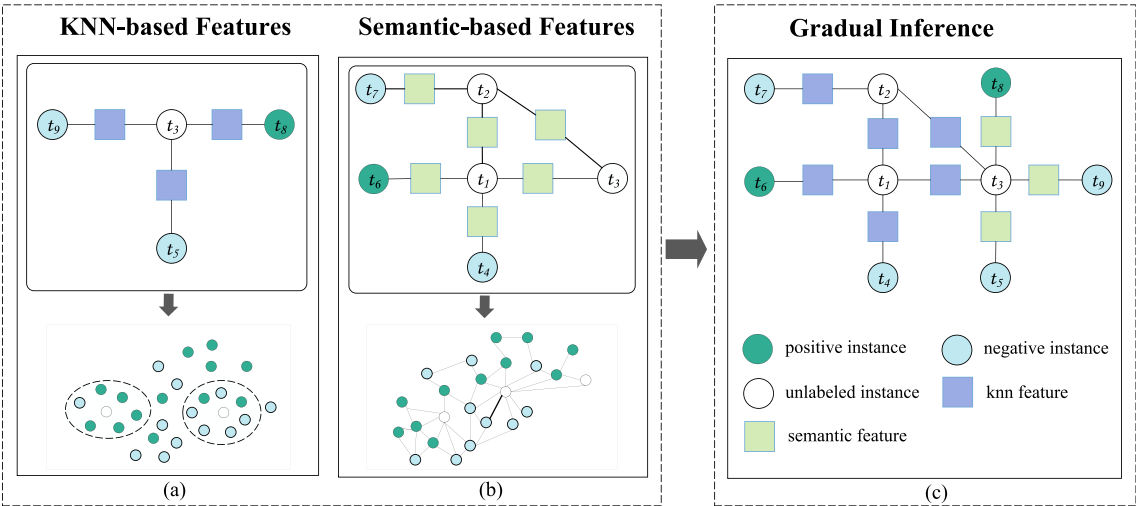 KNN-based Features
t9
t3
t8
t5
(a)
Semantic-based Features
t7
t2
t6
t1
t3
t4
(b)
Gradual Inference
t7
t2
t8
t6
t1
t3
t9
t4
t5
positive instance
negative instance
unlabeled instance
knn feature
semantic feature
(c)